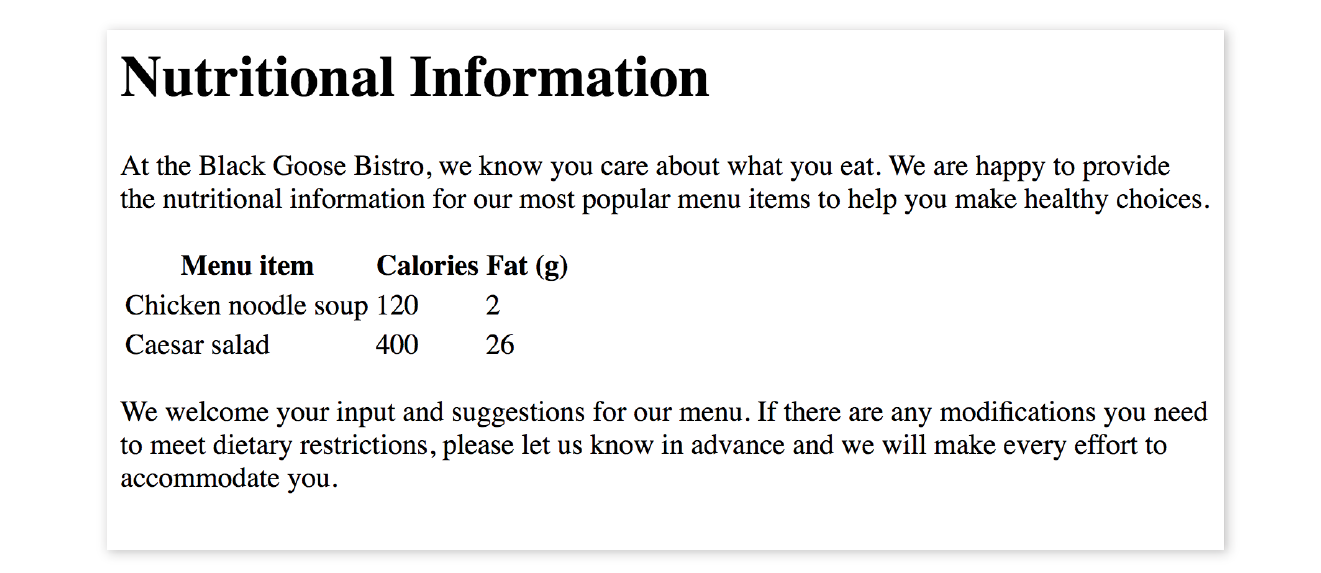 Nutritional Information
At the Black Goose Bistro, we know you care about what you eat. We are happy to provide
the nutritional information for our most popular menu items to help you make healthy choices.
Menu item Calories Fat (g)
Chicken noodle soup 120 2
Caesar salad 400 26
We welcome your input and suggestions for our menu. If there are any modifications you need
to meet dietary restrictions, please let us know in advance and we will make every effort to
accommodate you.